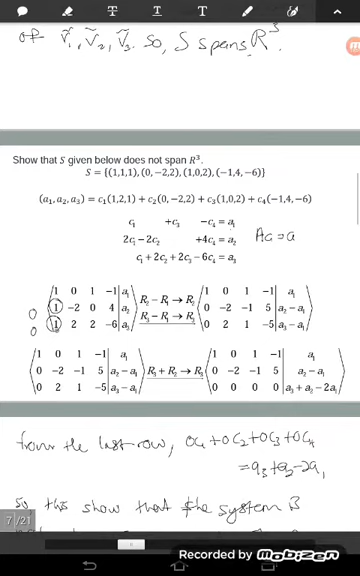 of ṽ₁, ṽ₂, ṽ₃. So, S spans R³.
Show that S given below does not span R³.
S = {(1,1,1), (0, −2,2), (1,0,2), (−1,4, −6)}
(a₁, a₂, a₃) = c₁(1,2,1) + c₂(0, −2,2) + c₃(1,0,2) + c₄(−1,4, −6)
c₁ +c₃ −c₄ = a₁
2c₁ − 2c₂ +4c₄ = a₂
Ac = a
c₁ + 2c₂ + 2c₃ − 6c₄ = a₃
1 0 1 −1 | a₁ 1 0 1 −1 | a₁
0 1 −2 0 4 | a₂ R₂ − R₁ → R₂ 0 −2 −1 5 | a₂ − a₁
0 1 2 2 −6 | a₃ R₃ − R₁ → R₃ 0 2 1 −5 | a₃ − a₁
1 0 1 −1 | a₁ 1 0 1 −1 | a₁
0 −2 −1 5 | a₂ − a₁ R₃ + R₂ → R₃ 0 −2 −1 5 | a₂ − a₁
0 2 1 −5 | a₃ − a₁ 0 0 0 0 | a₃ + a₂ − 2a₁
from the last row, 0c₁ + 0c₂ + 0c₃ + 0c₄
= a₃ + a₂ − 2a₁
so this show that the system is
7 / 21
Recorded by Mobizen